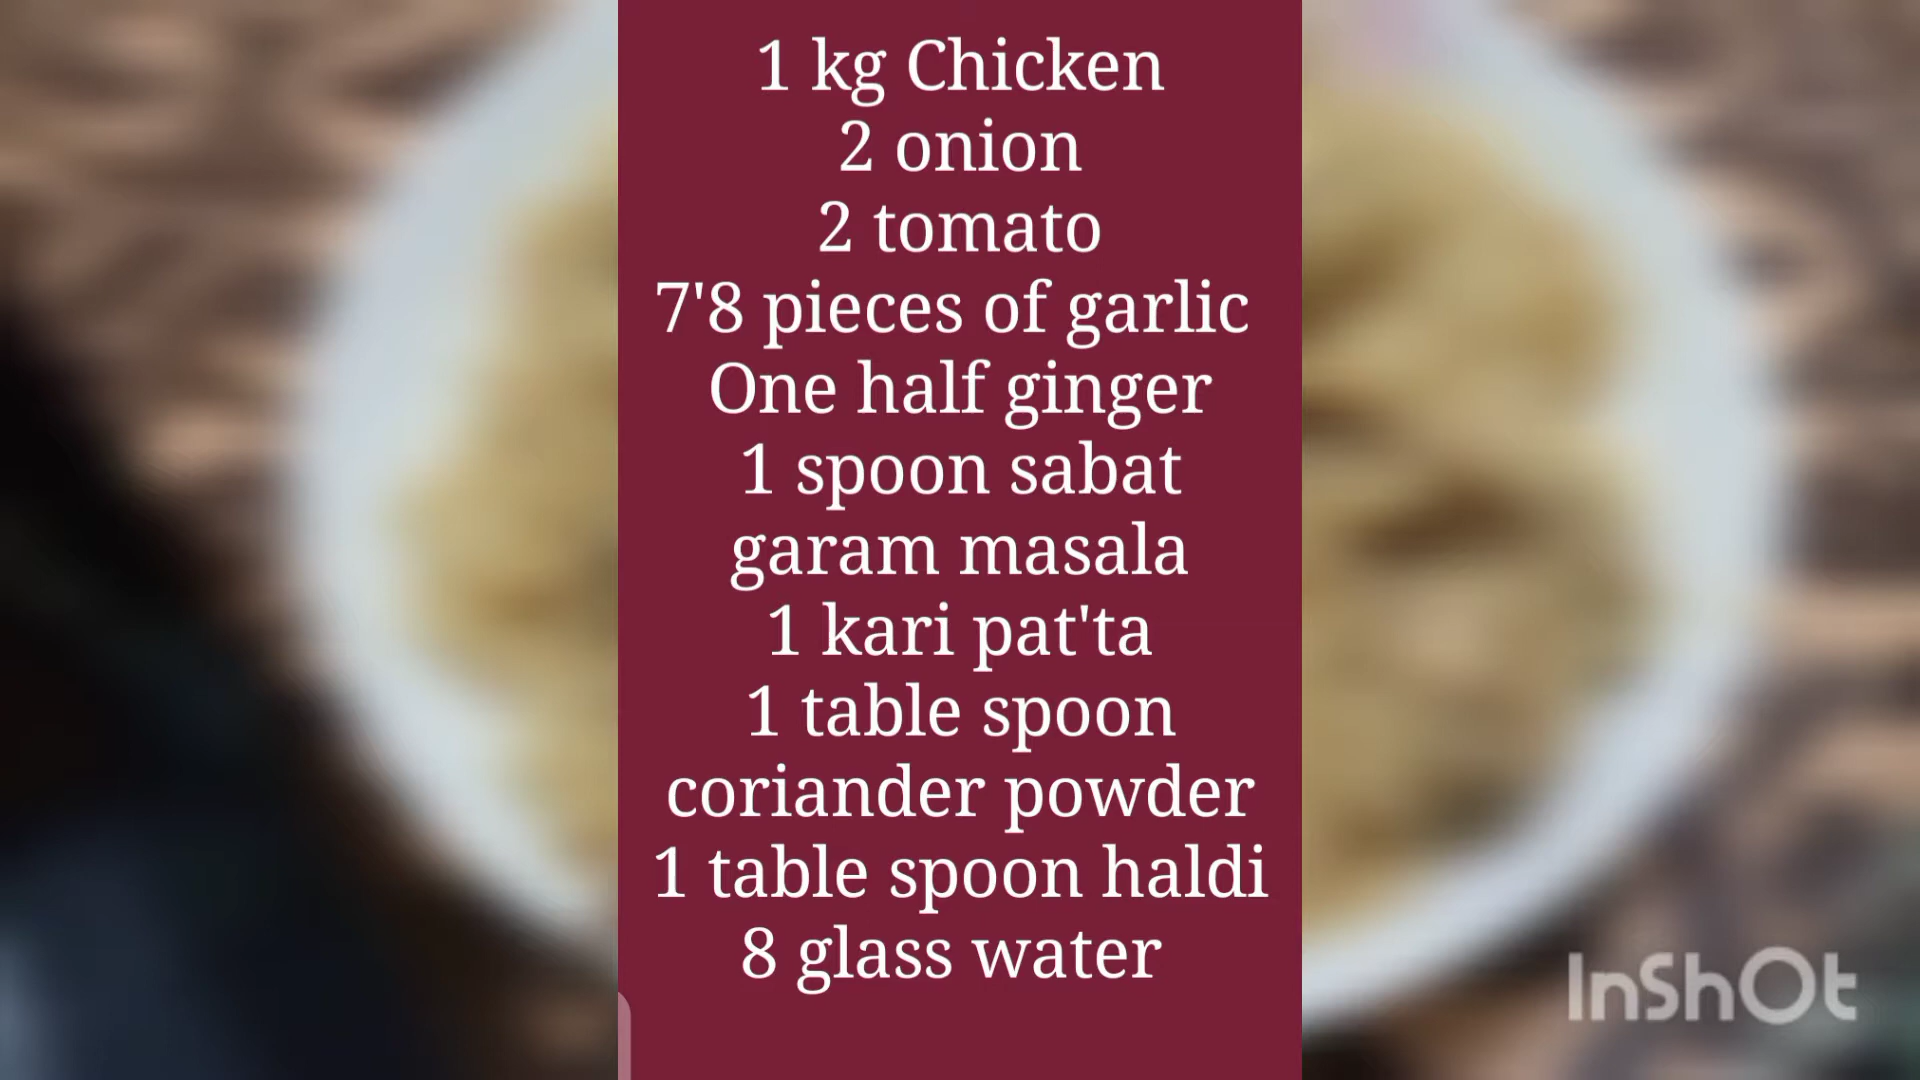 1 kg Chicken
2 onion
2 tomato
7'8 pieces of garlic
One half ginger
1 spoon sabat
garam masala
1 kari pat'ta
1 table spoon
coriander powder
1 table spoon haldi
8 glass water
InShOt